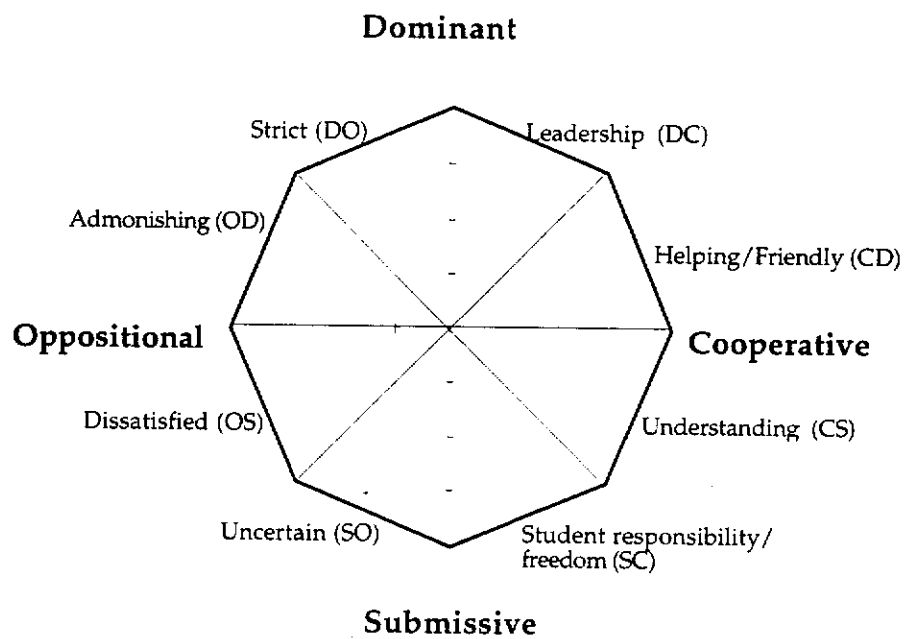 Dominant
Strict (DO)
Leadership (DC)
Admonishing (OD)
Helping/Friendly (CD)
Oppositional
Cooperative
Dissatisfied (OS)
Understanding (CS)
Uncertain (SO)
Student responsibility/
freedom (SC)
Submissive